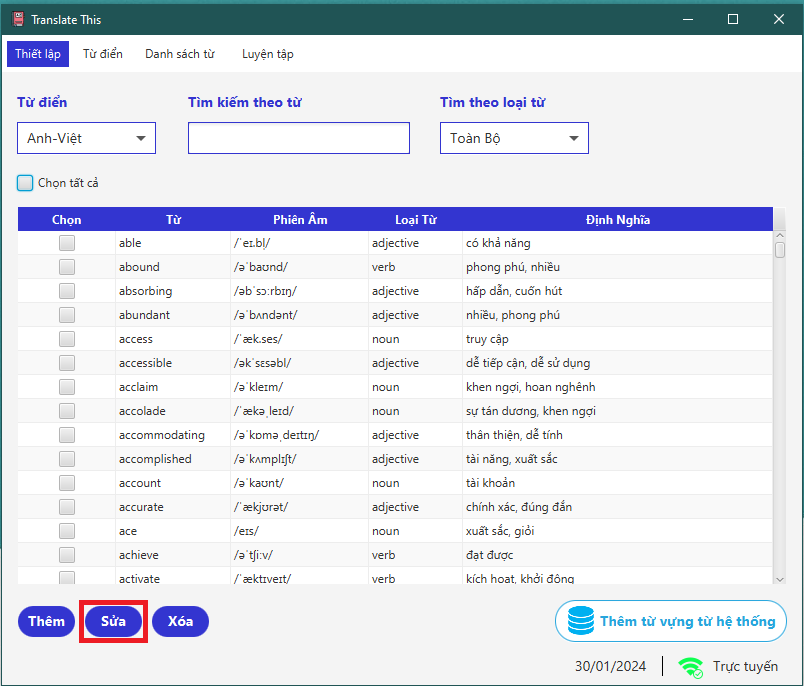 Translate This
Thiết lập Từ điển Danh sách từ Luyện tập
Từ điển Tìm kiếm theo từ Tìm theo loại từ
Anh-Việt Toàn Bộ
Chọn tất cả
Chọn Từ Phiên Âm Loại Từ Định Nghĩa
able /ˈeɪ.bl/ adjective có khả năng
abound /əˈbaʊnd/ verb phong phú, nhiều
absorbing /əbˈsɔːrbɪŋ/ adjective hấp dẫn, cuốn hút
abundant /əˈbʌndənt/ adjective nhiều, phong phú
access /ˈæk.ses/ noun truy cập
accessible /əkˈsɛsəbl/ adjective dễ tiếp cận, dễ sử dụng
acclaim /əˈkleɪm/ noun khen ngợi, hoan nghênh
accolade /ˈækəˌleɪd/ noun sự tán dương, khen ngợi
accommodating /əˈkɒməˌdeɪtɪŋ/ adjective thân thiện, dễ tính
accomplished /əˈkʌmplɪʃt/ adjective tài năng, xuất sắc
account /əˈkaʊnt/ noun tài khoản
accurate /ˈækjʊrət/ adjective chính xác, đúng đắn
ace /eɪs/ noun xuất sắc, giỏi
achieve /əˈtʃiːv/ verb đạt được
activate /ˈæktɪveɪt/ verb kích hoạt, khởi động
Thêm Sửa Xóa Thêm từ vựng từ hệ thống
30/01/2024 Trực tuyến